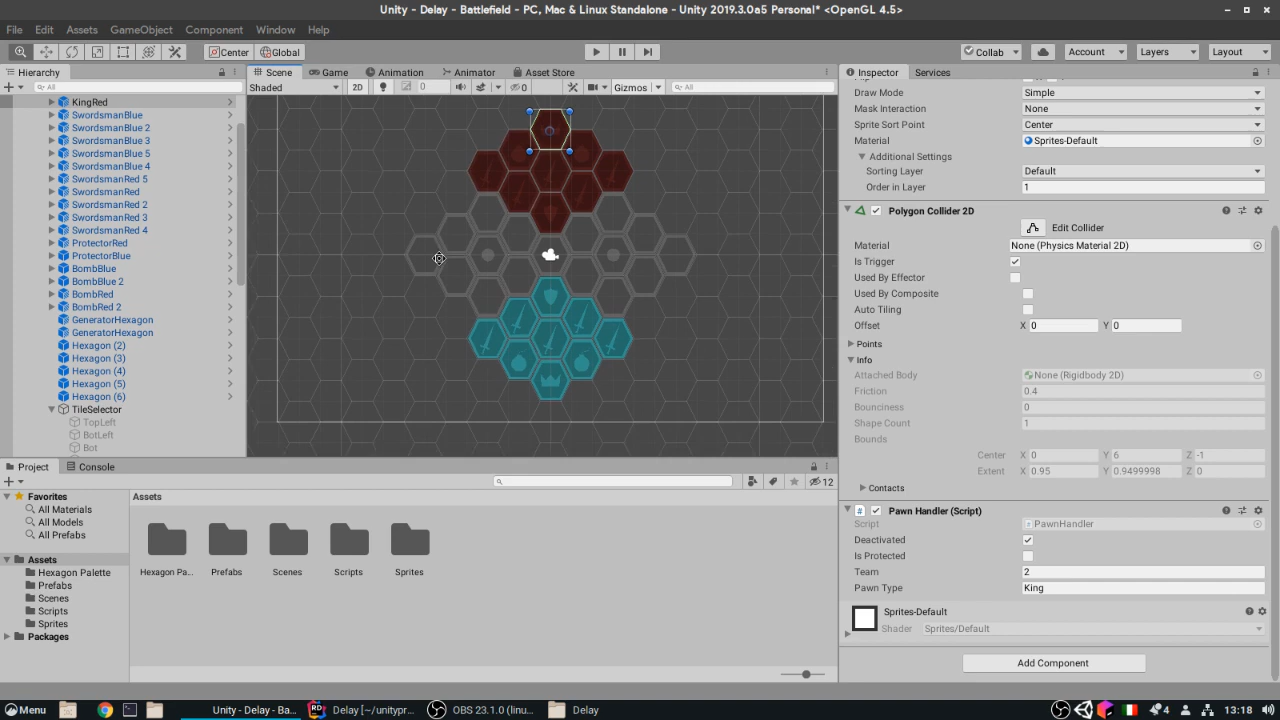 Unity - Delay - Battlefield - PC, Mac & Linux Standalone - Unity 2019.3.0a5 Personal* <OpenGL 4.5>
File Edit Assets GameObject Component Window Help
Center Global Collab Account Layers Layout
Hierarchy
All
KingRed
SwordsmanBlue
SwordsmanBlue 2
SwordsmanBlue 3
SwordsmanBlue 5
SwordsmanBlue 4
SwordsmanRed 5
SwordsmanRed
SwordsmanRed 2
SwordsmanRed 3
SwordsmanRed 4
ProtectorRed
ProtectorBlue
BombBlue
BombBlue 2
BombRed
BombRed 2
GeneratorHexagon
GeneratorHexagon
Hexagon (2)
Hexagon (3)
Hexagon (4)
Hexagon (5)
Hexagon (6)
TileSelector
TopLeft
BotLeft
Bot
Scene Game Animation Animator Asset Store
Shaded 2D 0 0 Gizmos All
Inspector Services
Draw Mode Simple
Mask Interaction None
Sprite Sort Point Center
Material Sprites-Default
Additional Settings
Sorting Layer Default
Order in Layer 1
Polygon Collider 2D
Edit Collider
Material None (Physics Material 2D)
Is Trigger
Used By Effector
Used By Composite
Auto Tiling
Offset X 0 Y 0
Points
Info
Attached Body None (Rigidbody 2D)
Friction 0.4
Bounciness 0
Shape Count 1
Bounds
Center X 0 Y 6 Z -1
Extent X 0.95 Y 0.9499998 Z 0
Contacts
Pawn Handler (Script)
Script PawnHandler
Deactivated
Is Protected
Team 2
Pawn Type King
Sprites-Default
Shader Sprites/Default
Add Component
Project Console
12
Favorites
All Materials
All Models
All Prefabs
Assets
Hexagon Palette
Prefabs
Scenes
Scripts
Sprites
Packages
Assets
Hexagon Pa... Prefabs Scenes Scripts Sprites
Menu Unity - Delay - Ba... Delay [~/unitypr... OBS 23.1.0 (linu... Delay 4 13:18